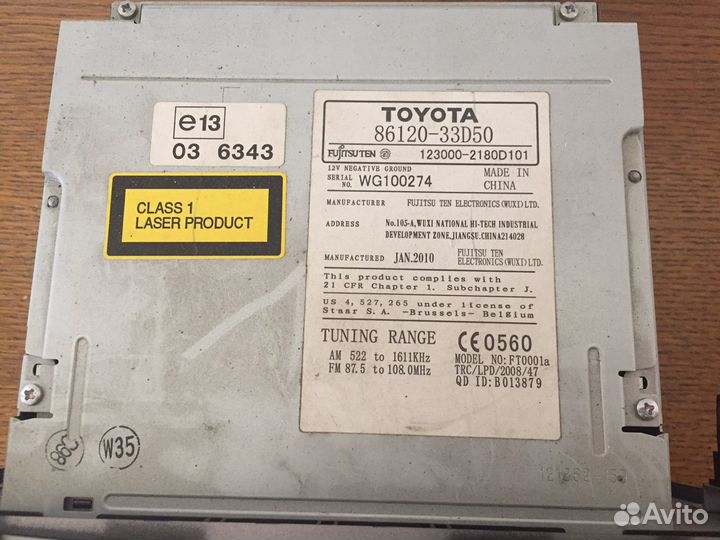 e13
03 6343
CLASS 1
LASER PRODUCT
TOYOTA
86120-33D50
FUJITSU TEN 123000-2180D101
12V NEGATIVE GROUND
SERIAL NO. WG100274
MADE IN CHINA
MANUFACTURER FUJITSU TEN ELECTRONICS (WUXI) LTD.
ADDRESS No.105-A,WUXI NATIONAL HI-TECH INDUSTRIAL
DEVELOPMENT ZONE,JIANGSU.CHINA214028
MANUFACTURED JAN.2010 FUJITSU TEN
ELECTRONICS (WUXI) LTD.
This product complies with
21 CFR Chapter 1. Subchapter J.
US 4, 527, 265 under license of
Staar S.A. -Brussels- Belgium
TUNING RANGE
AM 522 to 1611KHz
FM 87.5 to 108.0MHz
CE0560
MODEL NO:FT0001a
TRC/LPD/2008/47
QD ID:B013879
W35
Avito